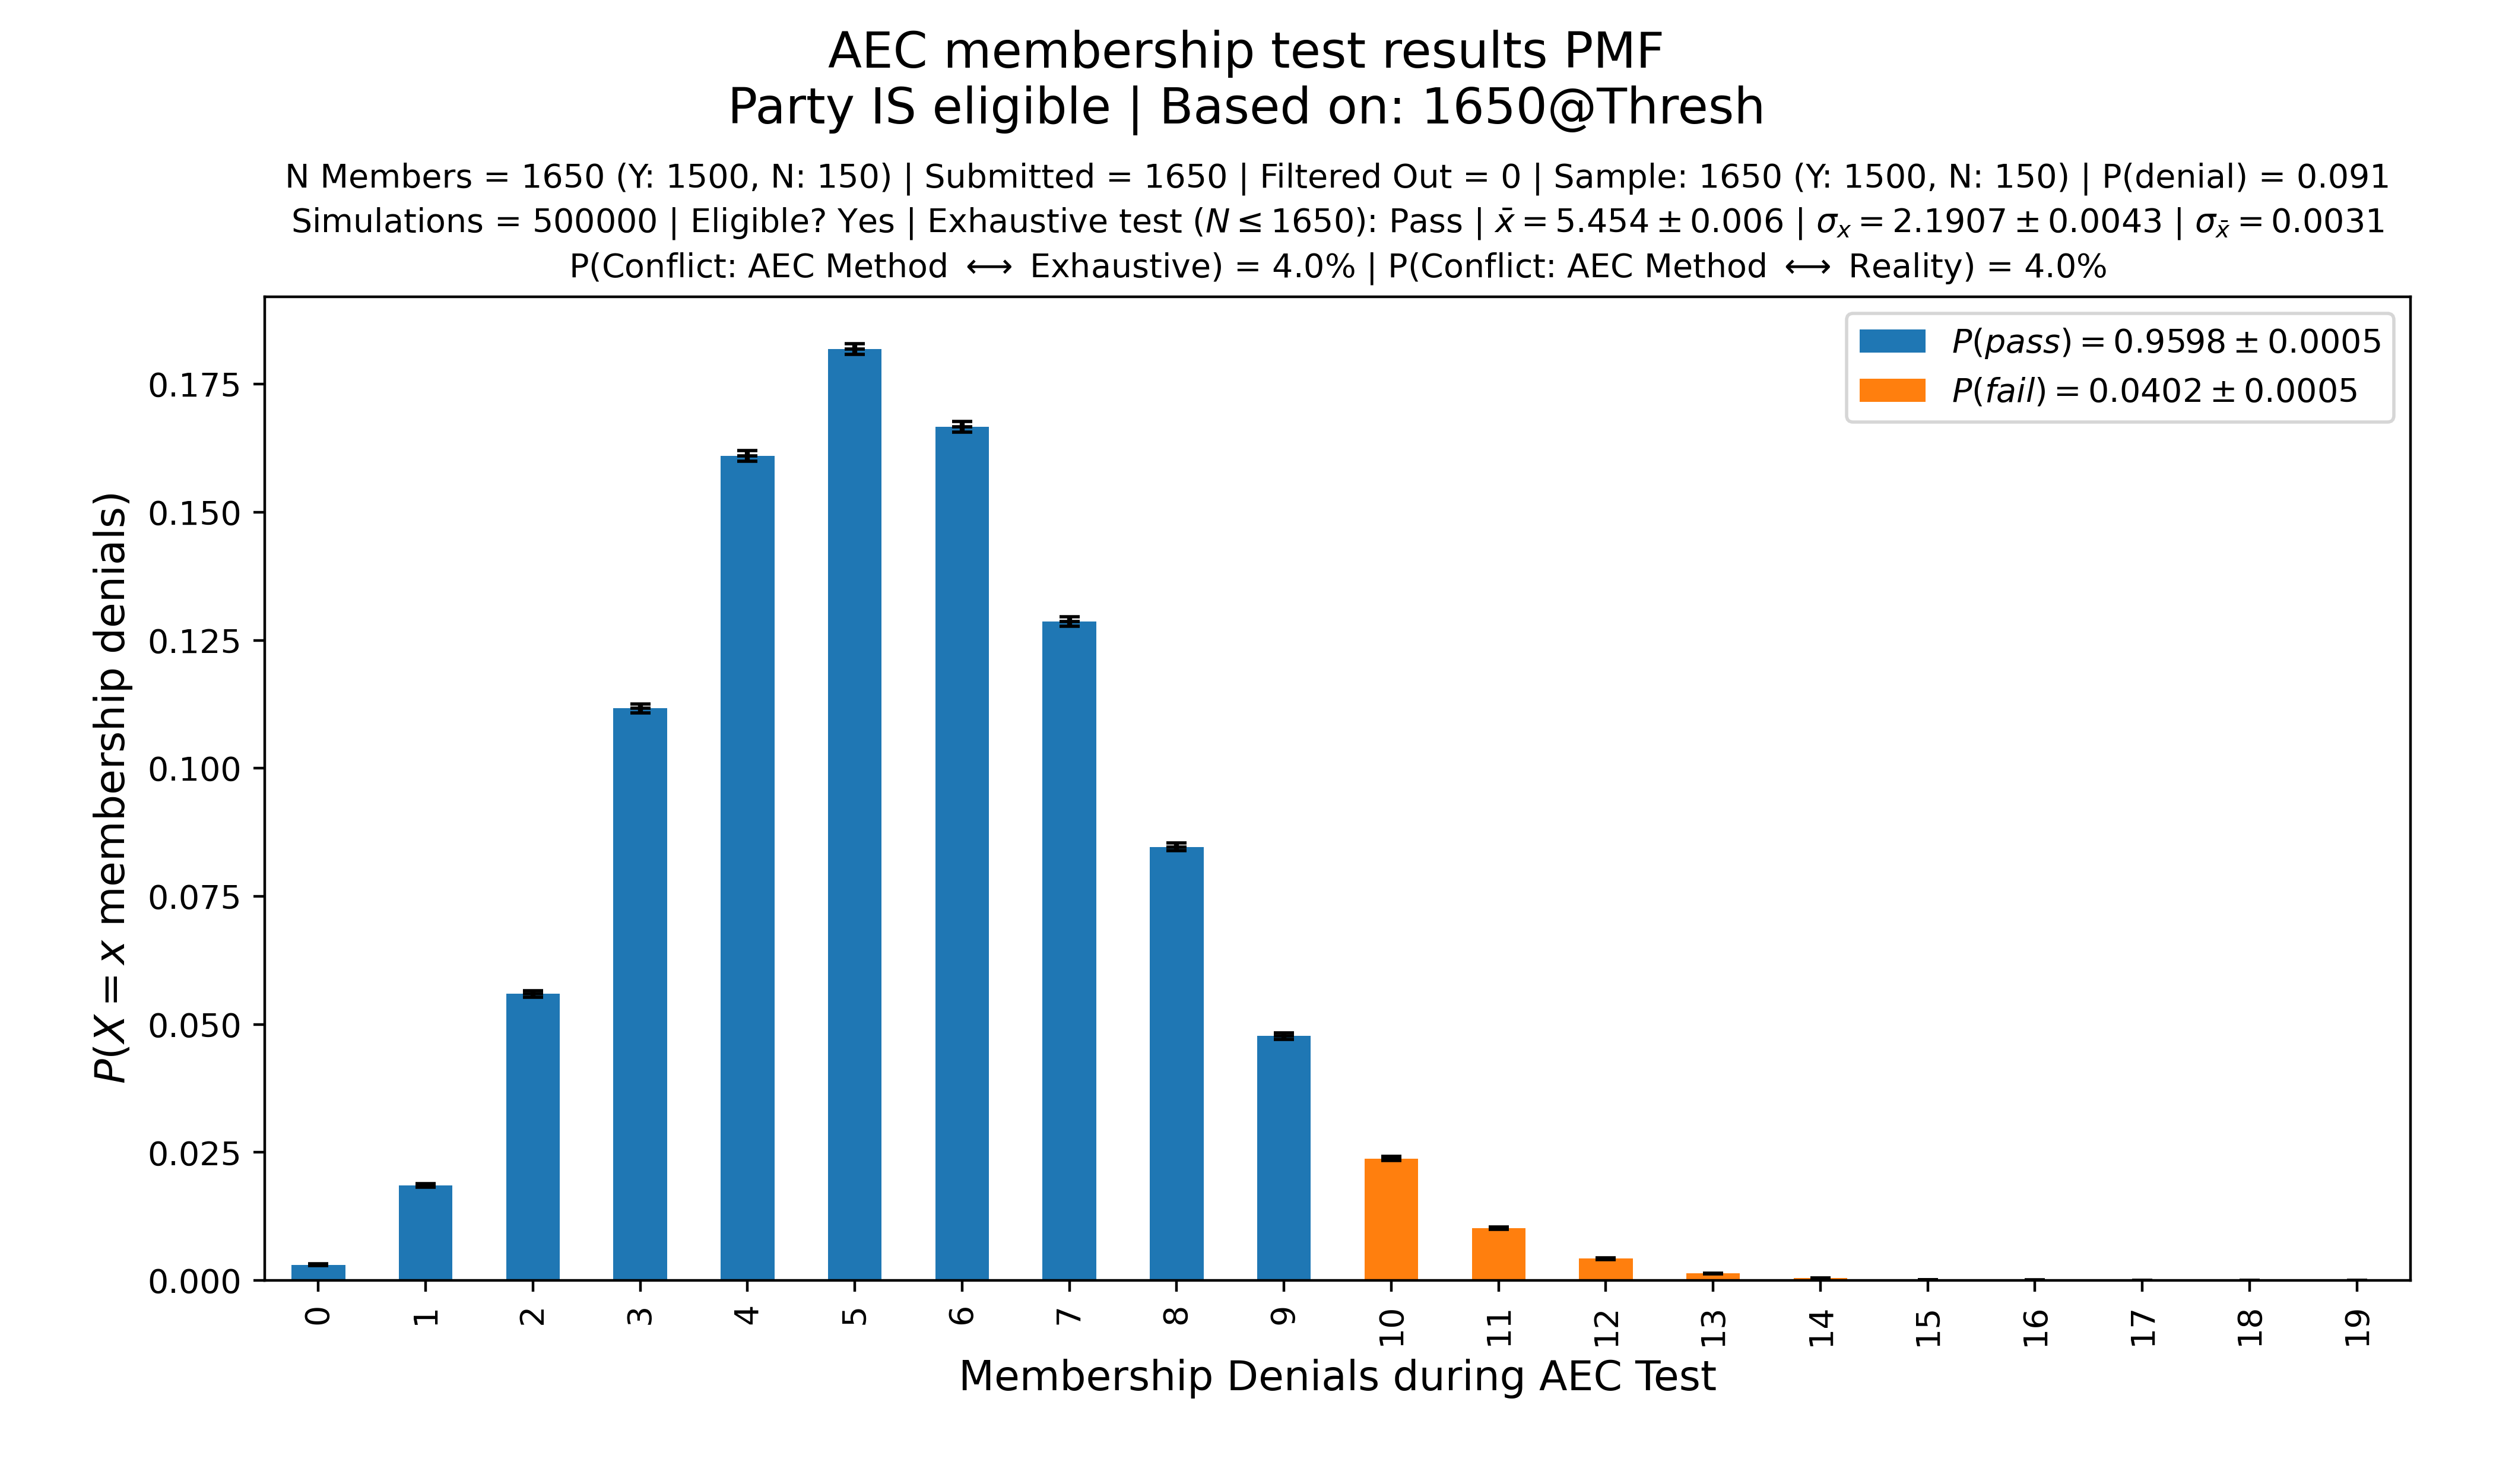 AEC membership test results PMF
Party IS eligible | Based on: 1650@Thresh
N Members = 1650 (Y: 1500, N: 150) | Submitted = 1650 | Filtered Out = 0 | Sample: 1650 (Y: 1500, N: 150) | P(denial) = 0.091
Simulations = 500000 | Eligible? Yes | Exhaustive test (N ≤ 1650): Pass | x̄ = 5.454 ± 0.006 | σₓ = 2.1907 ± 0.0043 | σ_x̄ = 0.0031
P(Conflict: AEC Method ⟷ Exhaustive) = 4.0% | P(Conflict: AEC Method ⟷ Reality) = 4.0%
P(pass) = 0.9598 ± 0.0005
P(fail) = 0.0402 ± 0.0005
P(X = x membership denials)
0.175
0.150
0.125
0.100
0.075
0.050
0.025
0.000
0 1 2 3 4 5 6 7 8 9 10 11 12 13 14 15 16 17 18 19
Membership Denials during AEC Test